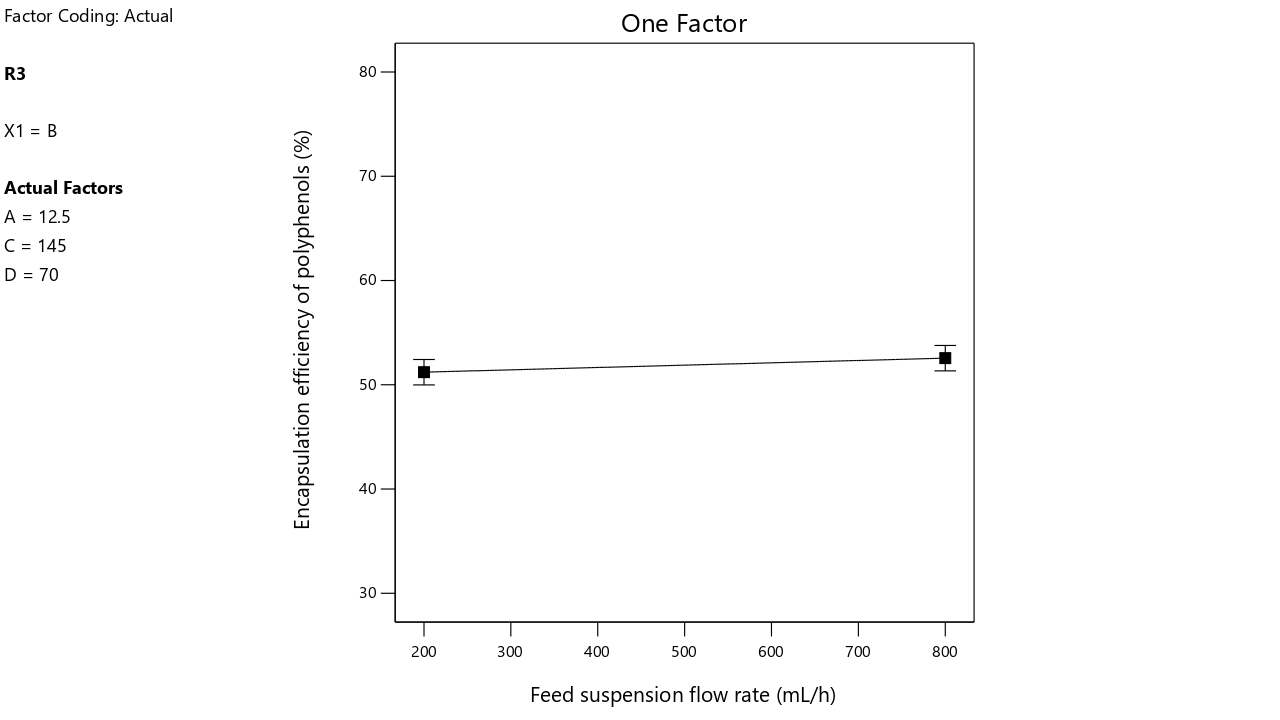 Factor Coding: Actual
R3
X1 = B
Actual Factors
A = 12.5
C = 145
D = 70
One Factor
Encapsulation efficiency of polyphenols (%)
80
70
60
50
40
30
200 300 400 500 600 700 800
Feed suspension flow rate (mL/h)